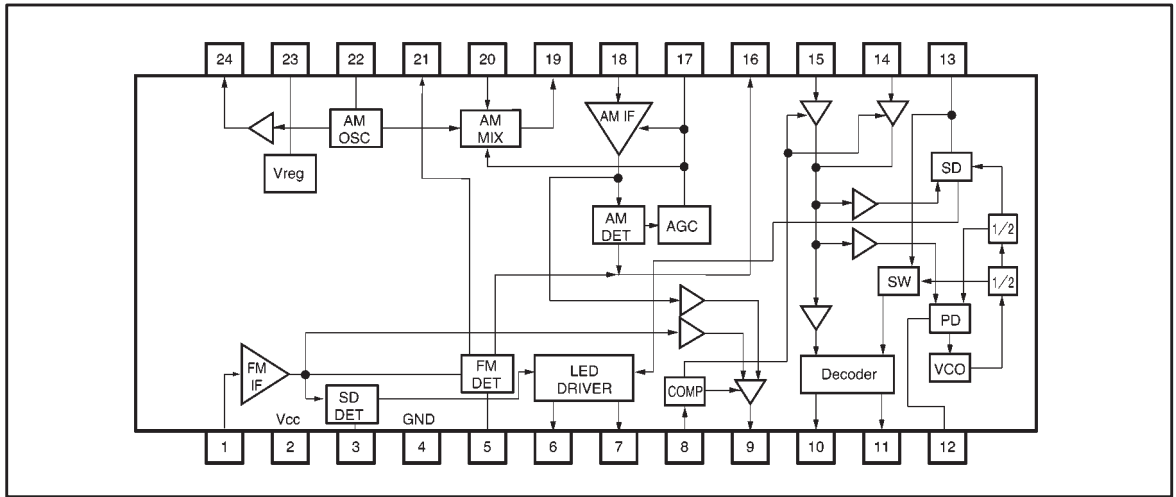 24 23 22 21 20 19 18 17 16 15 14 13
AM
OSC
AM
MIX
AM IF
Vreg
SD
AM
DET
AGC
1/2
SW
1/2
PD
FM
IF
FM
DET
LED
DRIVER
COMP
Decoder
VCO
SD
DET
Vcc
GND
1 2 3 4 5 6 7 8 9 10 11 12